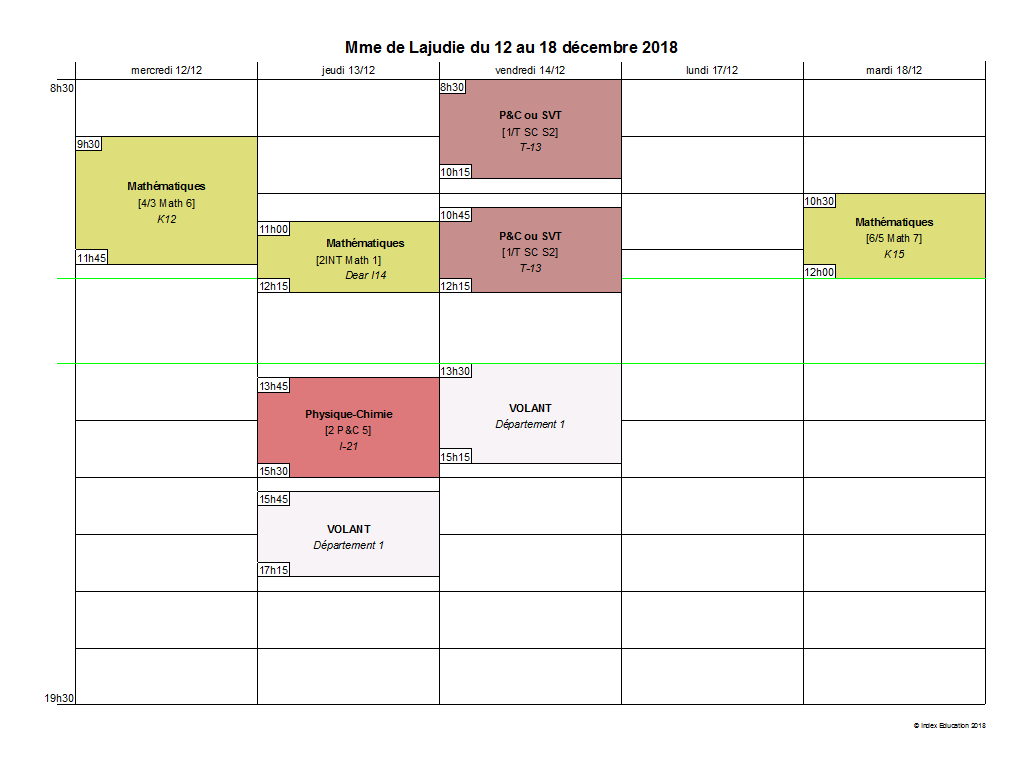 Mme de Lajudie du 12 au 18 décembre 2018
mercredi 12/12
jeudi 13/12
vendredi 14/12
lundi 17/12
mardi 18/12
8h30
9h30
Mathématiques
[4/3 Math 6]
K12
11h45
11h00
Mathématiques
[2INT Math 1]
Dear I14
12h15
13h45
Physique-Chimie
[2 P&C 5]
I-21
15h30
15h45
VOLANT
Département 1
17h15
8h30
P&C ou SVT
[1/T SC S2]
T-13
10h15
10h45
P&C ou SVT
[1/T SC S2]
T-13
12h15
13h30
VOLANT
Département 1
15h15
10h30
Mathématiques
[6/5 Math 7]
K15
12h00
19h30
© Index Education 2018